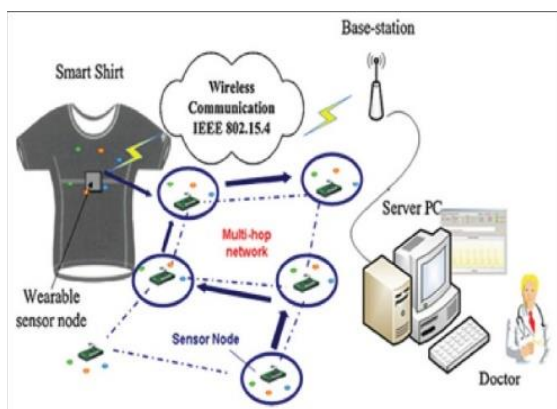 Base-station
Smart Shirt
Wireless
Communication
IEEE 802.15.4
Server PC
Multi-hop
network
Wearable
sensor node
Sensor Node
Doctor